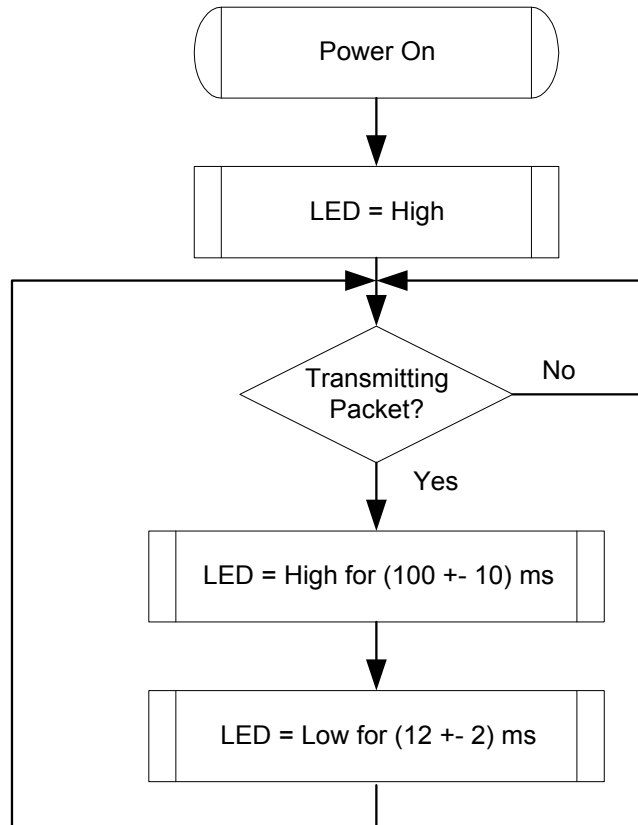 Power On
LED = High
Transmitting
Packet?
No
Yes
LED = High for (100 +- 10) ms
LED = Low for (12 +- 2) ms